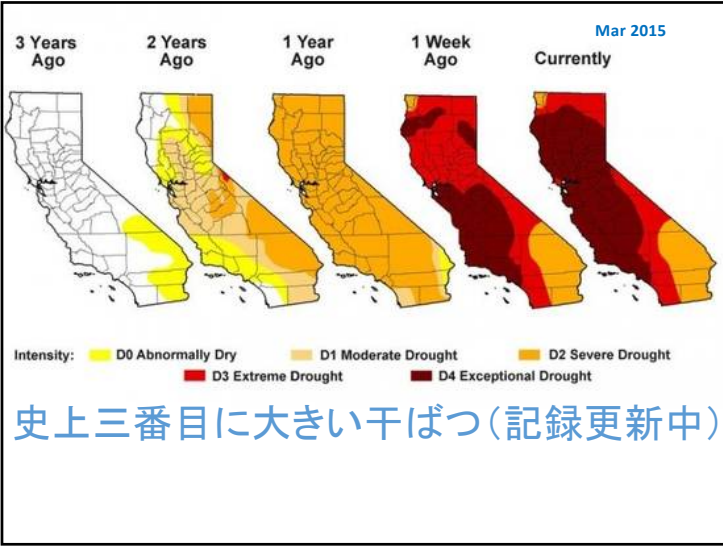 Mar 2015
3 Years
Ago
2 Years
Ago
1 Year
Ago
1 Week
Ago
Currently
Intensity:
D0 Abnormally Dry
D1 Moderate Drought
D2 Severe Drought
D3 Extreme Drought
D4 Exceptional Drought
史上三番目に大きい干ばつ(記録更新中)